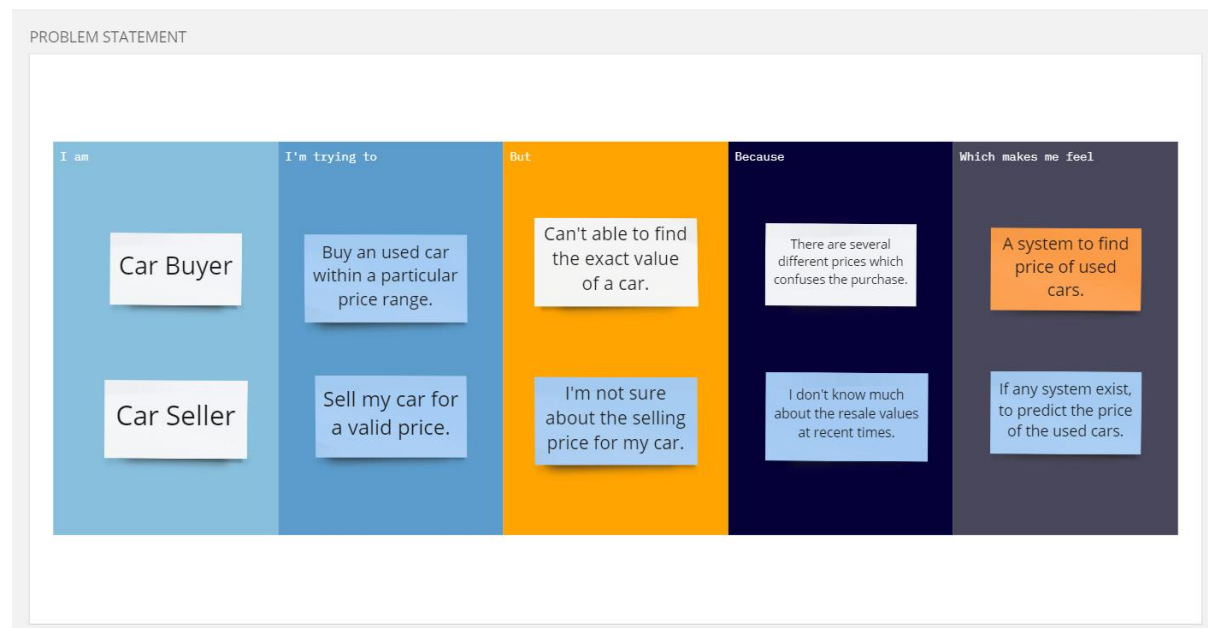 PROBLEM STATEMENT
I am
I'm trying to
But
Because
Which makes me feel
Car Buyer
Buy an used car
within a particular
price range.
Can't able to find
the exact value
of a car.
There are several
different prices which
confuses the purchase.
A system to find
price of used
cars.
Car Seller
Sell my car for
a valid price.
I'm not sure
about the selling
price for my car.
I don't know much
about the resale values
at recent times.
If any system exist,
to predict the price
of the used cars.